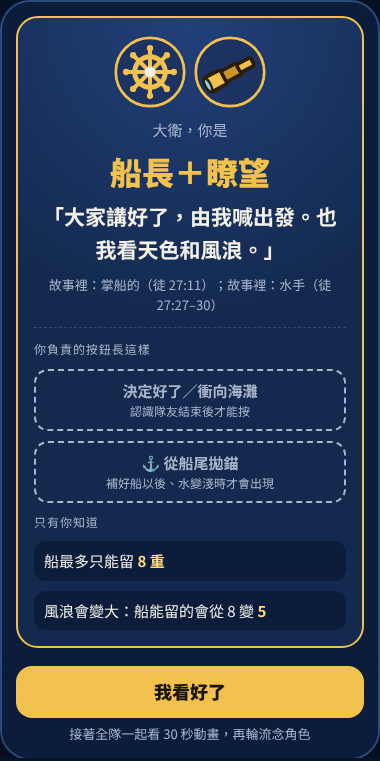 大衛，你是
船長＋瞭望
「大家講好了，由我喊出發。也
我看天色和風浪。」
故事裡：掌船的（徒 27:11）；故事裡：水手（徒
27:27–30）
你負責的按鈕長這樣
決定好了／衝向海灘
認識隊友結束後才能按
⚓ 從船尾拋錨
補好船以後、水變淺時才會出現
只有你知道
船最多只能留 8 重
風浪會變大：船能留的會從 8 變 5
我看好了
接著全隊一起看 30 秒動畫，再輪流念角色